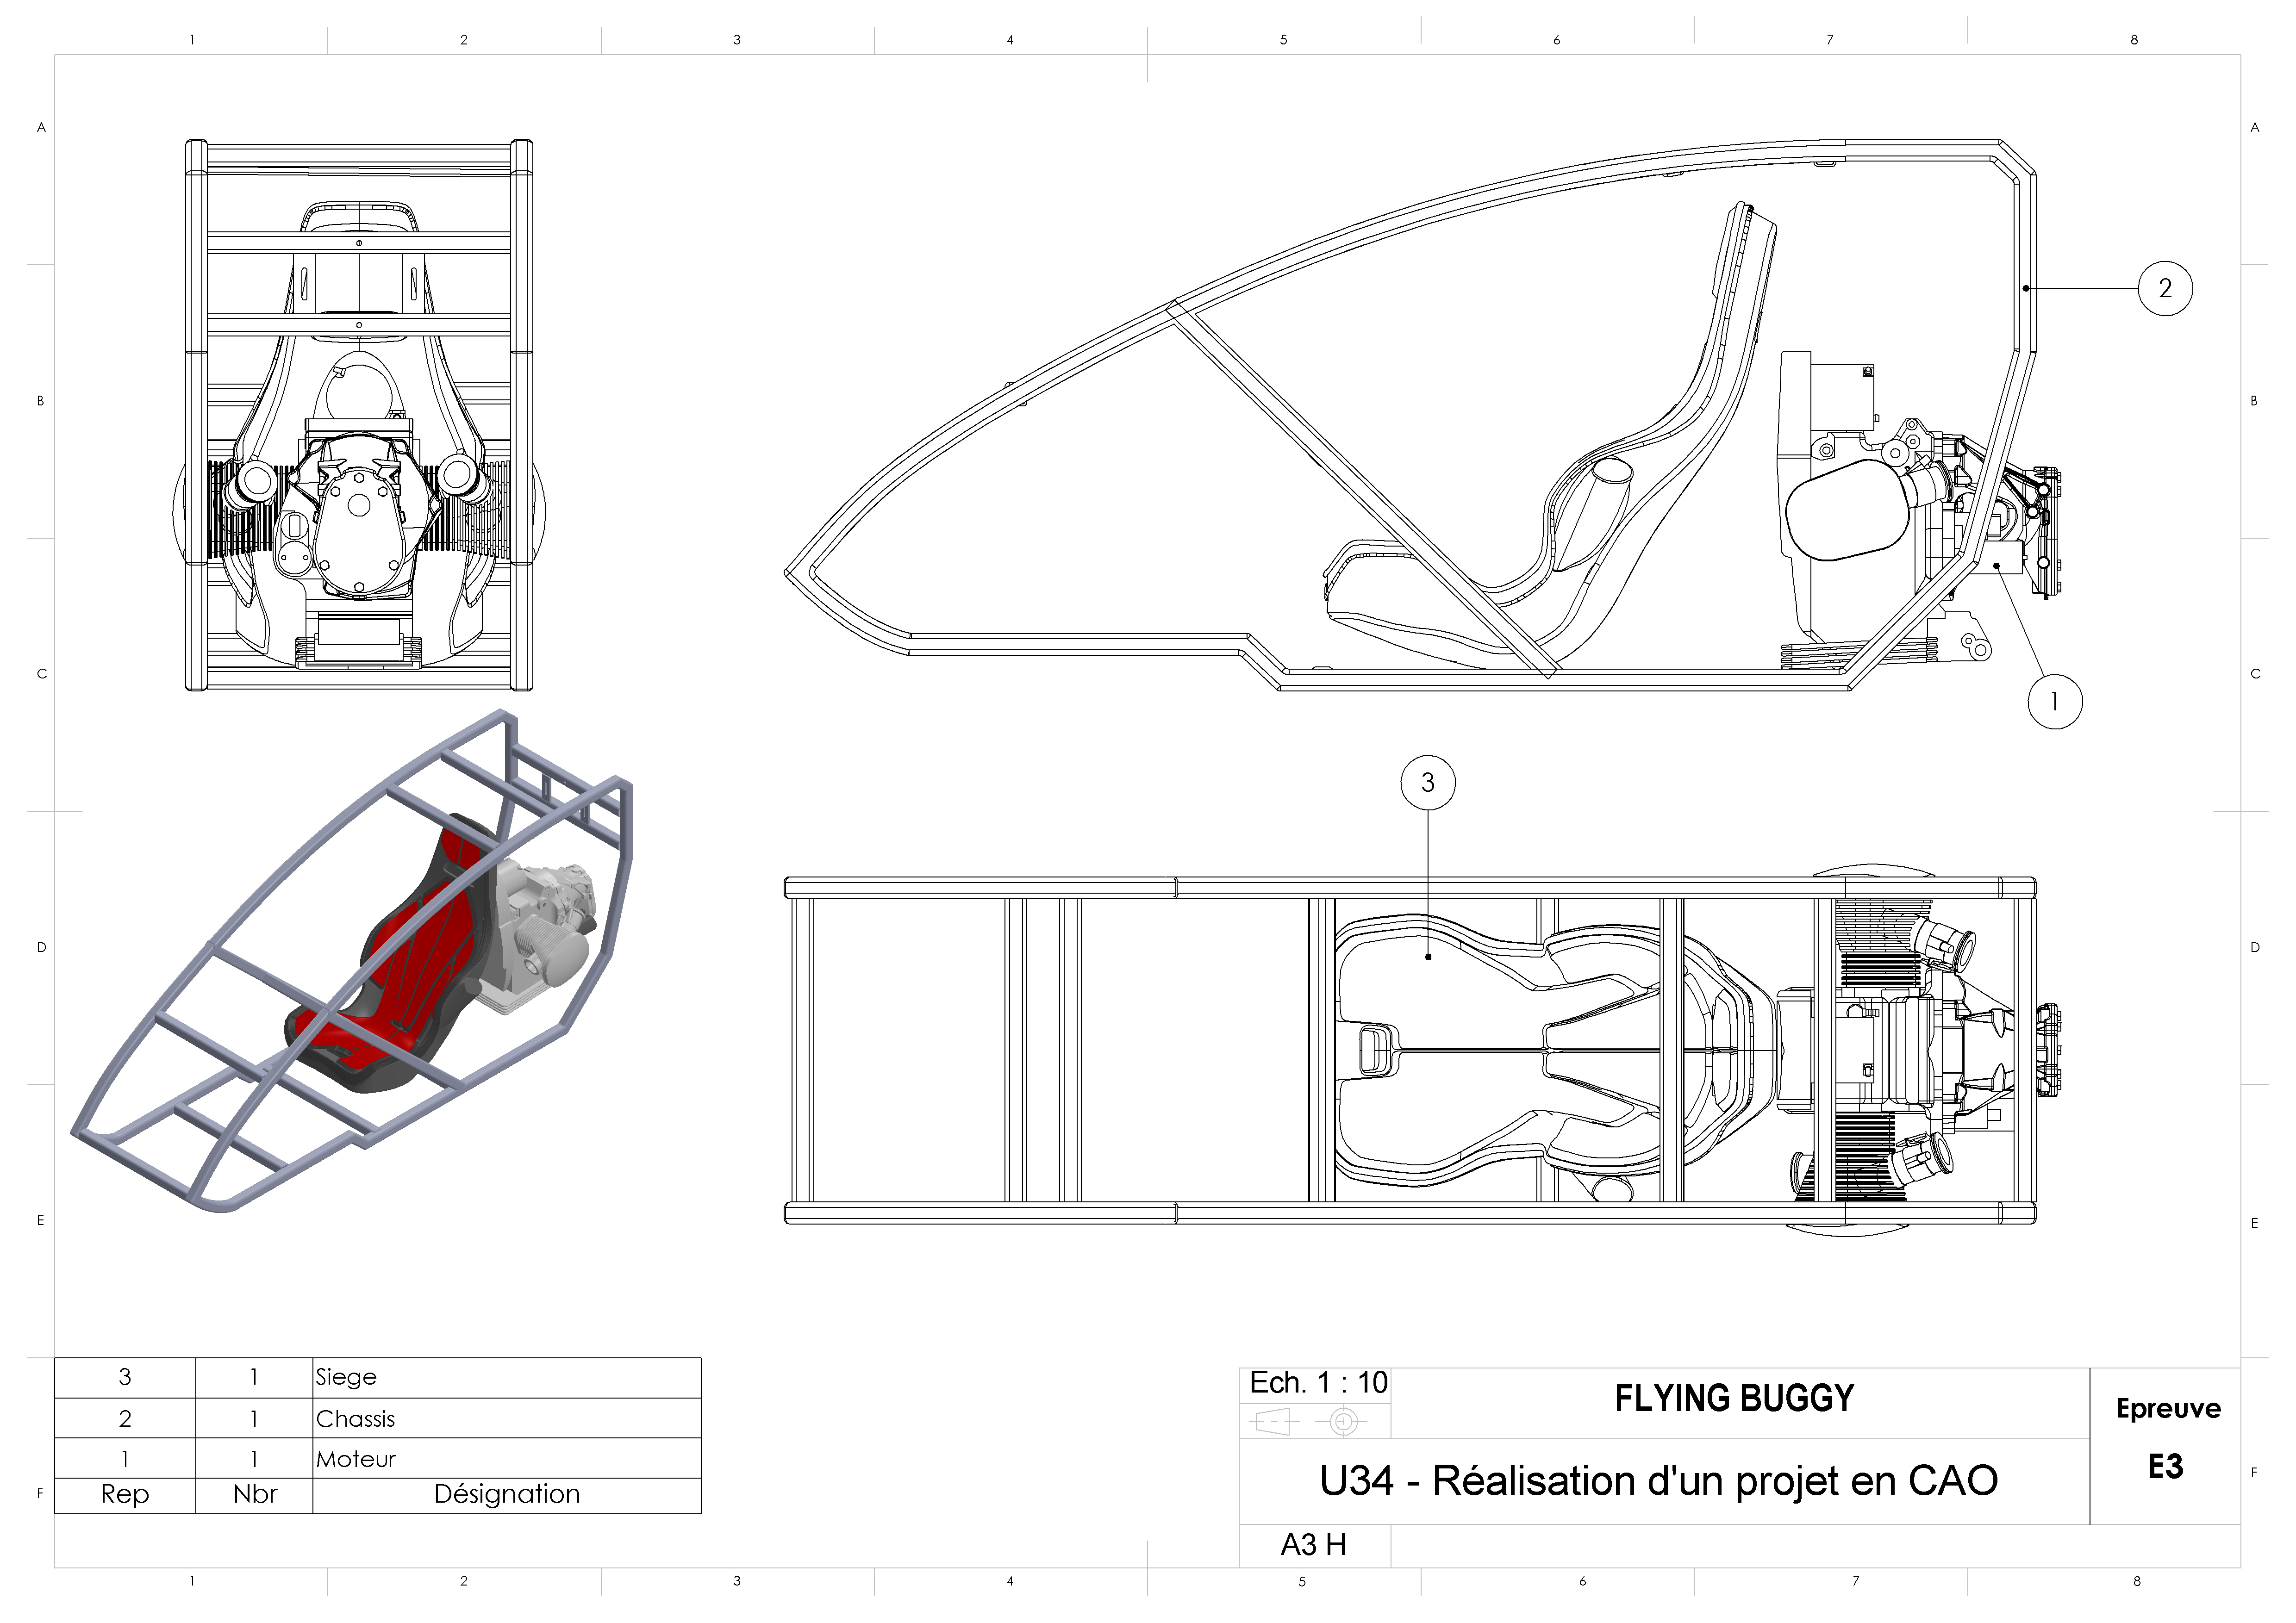 1 2 3 4 5 6 7 8
A A
2
B B
C C
1
3
D D
E E
3 1 Siege
2 1 Chassis
1 1 Moteur
Rep Nbr Désignation
Ech. 1 : 10
FLYING BUGGY
Epreuve
E3
U34 - Réalisation d'un projet en CAO
A3 H
F F
1 2 3 4 5 6 7 8